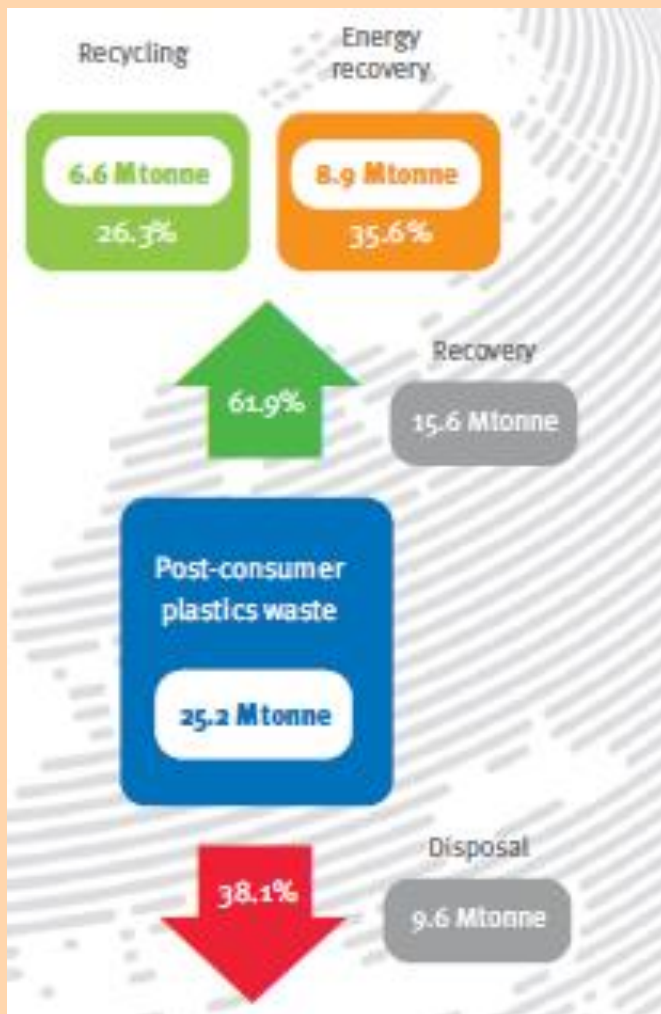 Recycling
Energy
recovery
6.6 Mtonne
8.9 Mtonne
26.3%
35.6%
Recovery
61.9%
15.6 Mtonne
Post-consumer
plastics waste
25.2 Mtonne
Disposal
38.1%
9.6 Mtonne